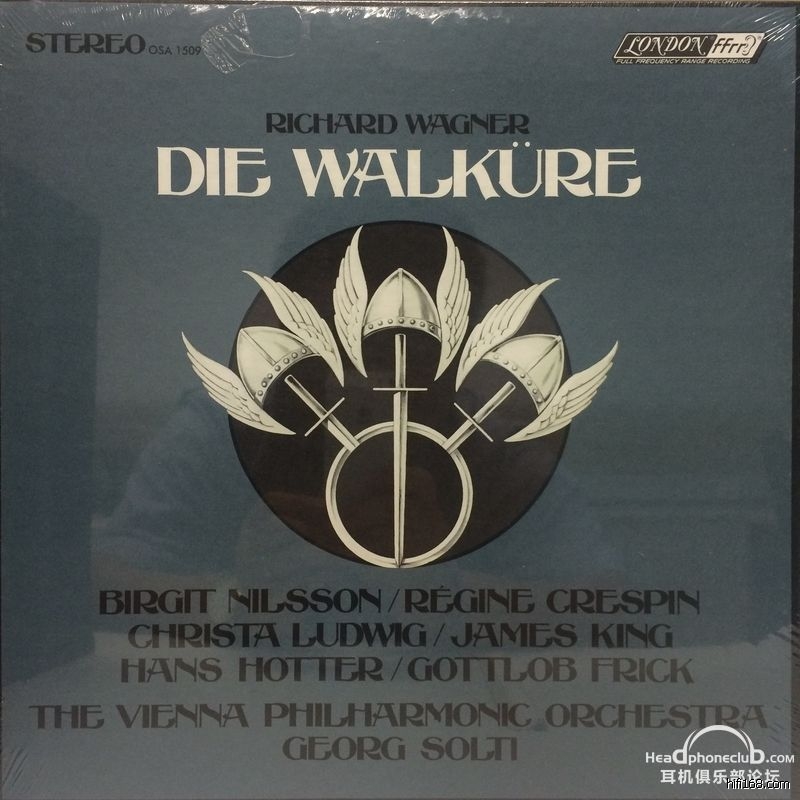 STEREO OSA 1509
LONDON ffrr
FULL FREQUENCY RANGE RECORDING
RICHARD WAGNER
DIE WALKÜRE
BIRGIT NILSSON/RÉGINE CRESPIN
CHRISTA LUDWIG/JAMES KING
HANS HOTTER/GOTTLOB FRICK
THE VIENNA PHILHARMONIC ORCHESTRA
GEORG SOLTI
HeadphoneclUb.com
耳机俱乐部论坛
hifi168.com